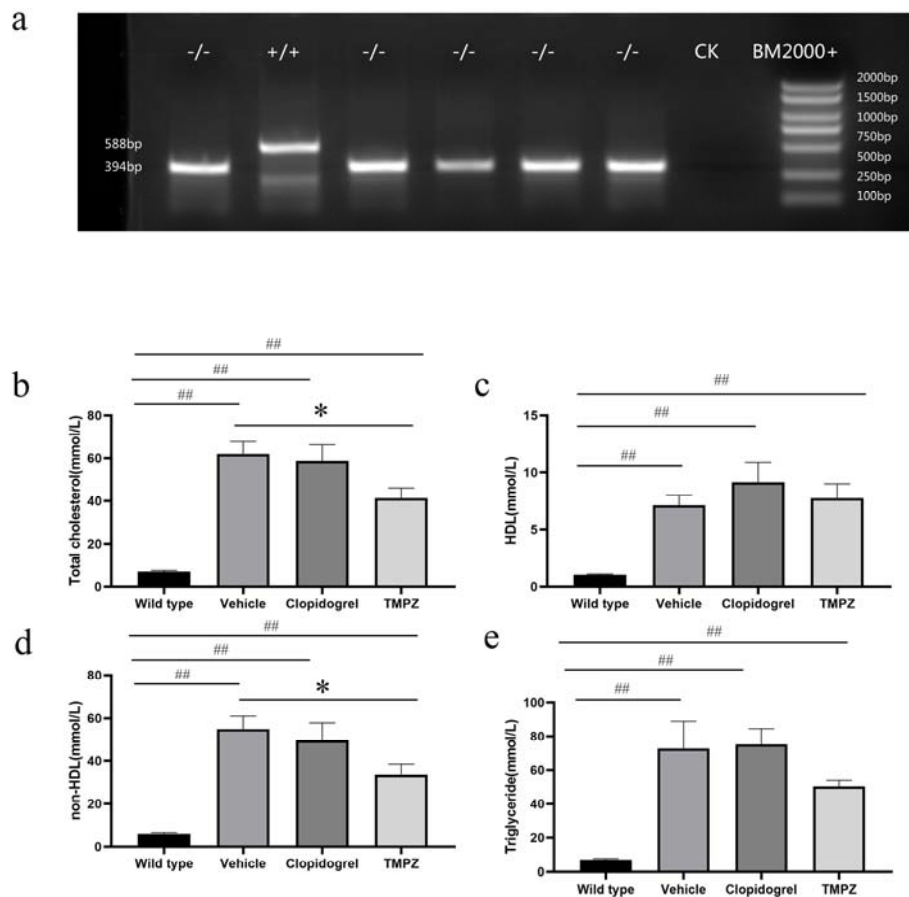 a
-/- +/+ -/- -/- -/- -/- CK BM2000+
2000bp
1500bp
1000bp
750bp
500bp
250bp
100bp
588bp
394bp
b
##
##
##
*
Total cholesterol(mmol/L)
80
60
40
20
0
Wild type Vehicle Clopidogrel TMPZ
c
##
##
##
HDL(mmol/L)
15
10
5
0
Wild type Vehicle Clopidogrel TMPZ
d
##
##
##
*
non-HDL(mmol/L)
80
60
40
20
0
Wild type Vehicle Clopidogrel TMPZ
e
##
##
##
Triglyceride(mmol/L)
100
80
60
40
20
0
Wild type Vehicle Clopidogrel TMPZ